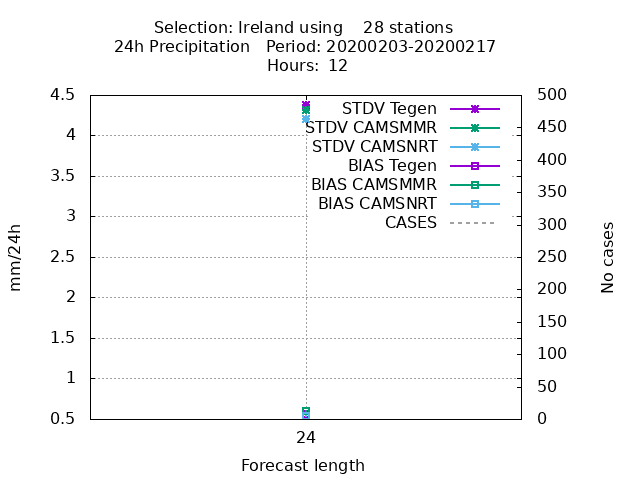 Selection: Ireland using    28 stations
24h Precipitation   Period: 20200203-20200217
Hours:  12
4.5
4
3.5
3
2.5
2
1.5
1
0.5
mm/24h
STDV Tegen
STDV CAMSMMR
STDV CAMSNRT
BIAS Tegen
BIAS CAMSMMR
BIAS CAMSNRT
CASES
500
450
400
350
300
250
200
150
100
50
0
No cases
24
Forecast length